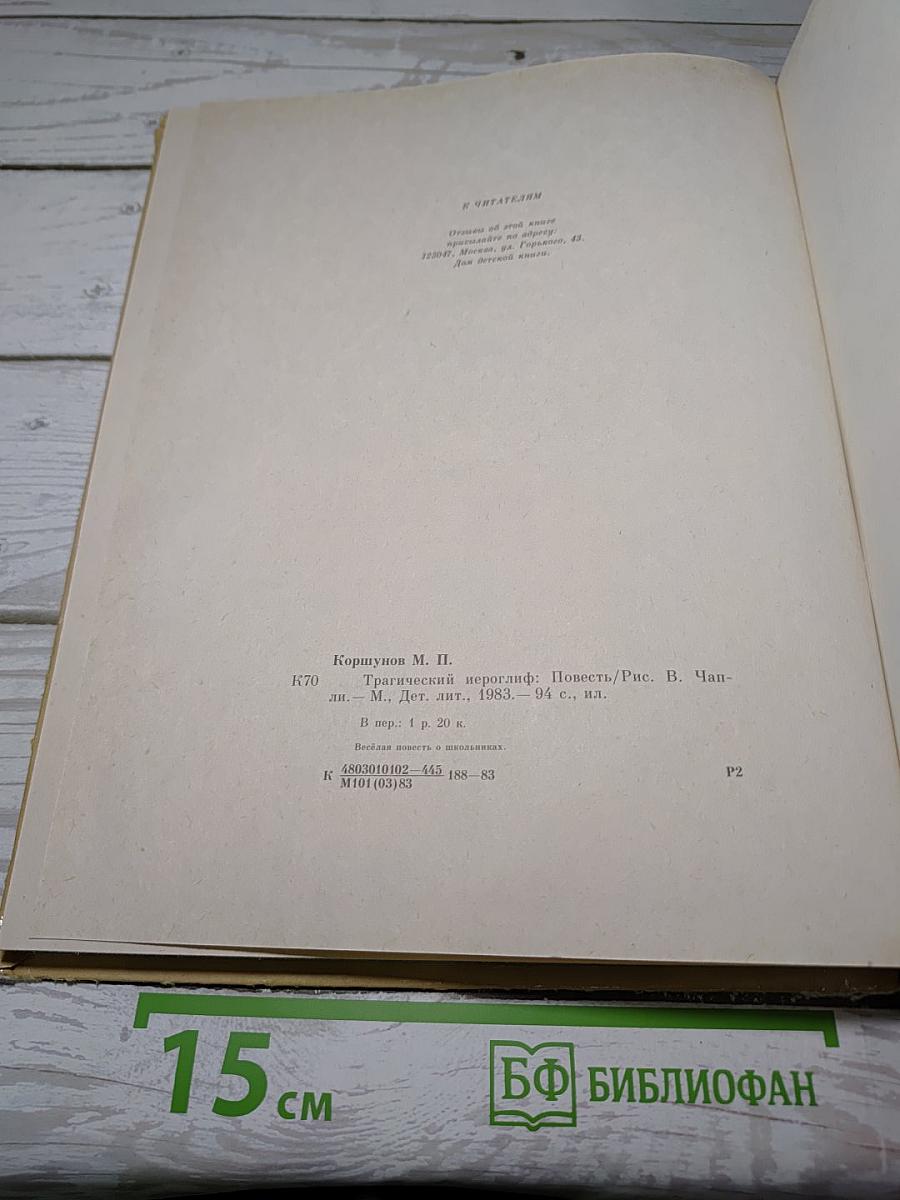 К ЧИТАТЕЛЯМ
Отзывы об этой книге
присылайте по адресу:
123047, Москва, ул. Горького, 43.
Дом детской книги.
Коршунов М. П.
К70 Трагический иероглиф: Повесть/Рис. В. Чап-
ли.— М., Дет. лит., 1983.— 94 с., ил.
В пер.: 1 р. 20 к.
Весёлая повесть о школьниках.
К 4803010102—445 188—83 Р2
М101(03)83
15 см
БФ БИБЛИОФАН